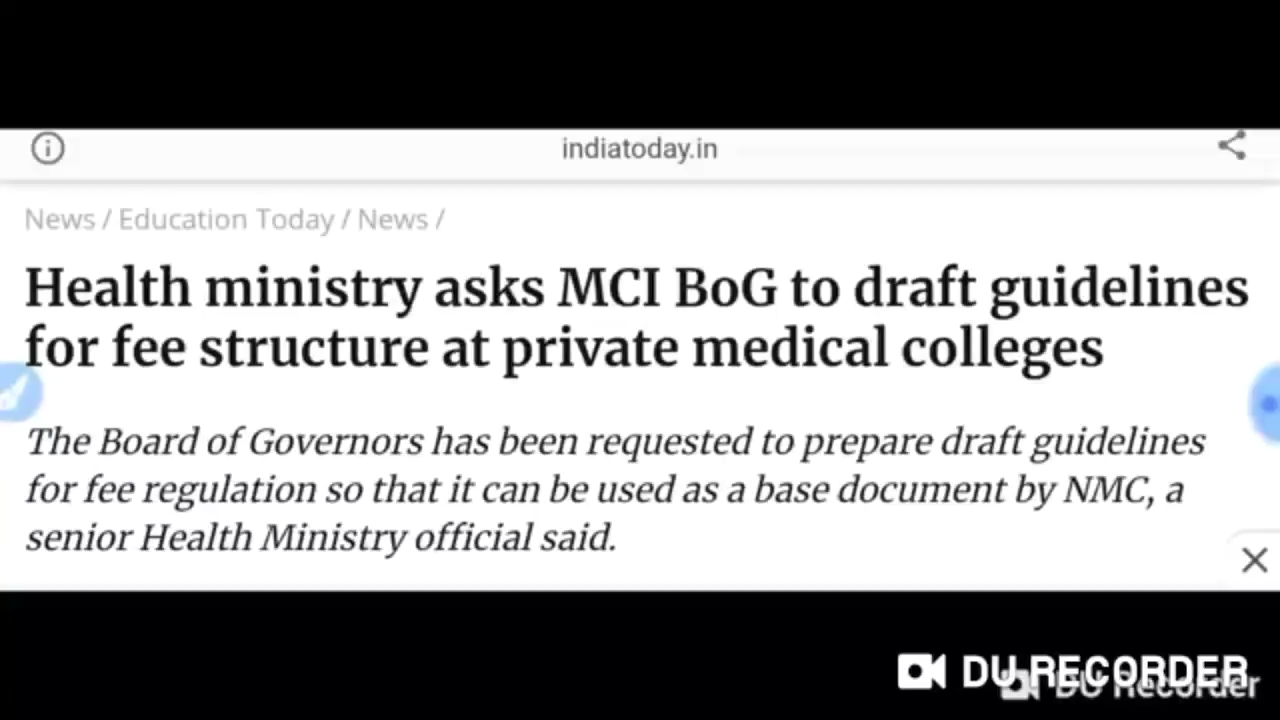 indiatoday.in
News / Education Today / News /
Health ministry asks MCI BoG to draft guidelines
for fee structure at private medical colleges
The Board of Governors has been requested to prepare draft guidelines
for fee regulation so that it can be used as a base document by NMC, a
senior Health Ministry official said.
DU RECORDER
DU Recorder